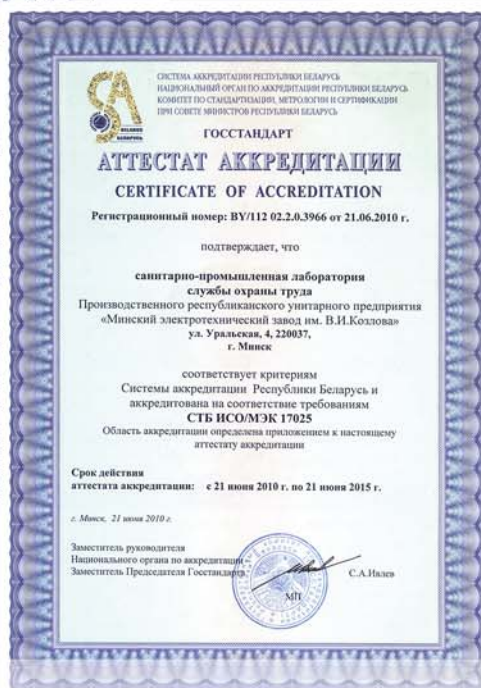 СИСТЕМА АККРЕДИТАЦИИ РЕСПУБЛИКИ БЕЛАРУСЬ
НАЦИОНАЛЬНЫЙ ОРГАН ПО АККРЕДИТАЦИИ РЕСПУБЛИКИ БЕЛАРУСЬ
КОМИТЕТ ПО СТАНДАРТИЗАЦИИ, МЕТРОЛОГИИ И СЕРТИФИКАЦИИ
ПРИ СОВЕТЕ МИНИСТРОВ РЕСПУБЛИКИ БЕЛАРУСЬ
BELARUS
БЕЛАРУСЬ
ГОССТАНДАРТ
АТТЕСТАТ АККРЕДИТАЦИИ
CERTIFICATE OF ACCREDITATION
Регистрационный номер: BY/112 02.2.0.3966 от 21.06.2010 г.
подтверждает, что
санитарно-промышленная лаборатория
службы охраны труда
Производственного республиканского унитарного предприятия
«Минский электротехнический завод им. В.И.Козлова»
ул. Уральская, 4, 220037,
г. Минск
соответствует критериям
Системы аккредитации Республики Беларусь и
аккредитована на соответствие требованиям
СТБ ИСО/МЭК 17025
Область аккредитации определена приложением к настоящему
аттестату аккредитации
Срок действия
аттестата аккредитации: с 21 июня 2010 г. по 21 июня 2015 г.
г. Минск, 21 июня 2010 г.
Заместитель руководителя
Национального органа по аккредитации –
Заместитель Председателя Госстандарта
С.А.Ивлев
МП